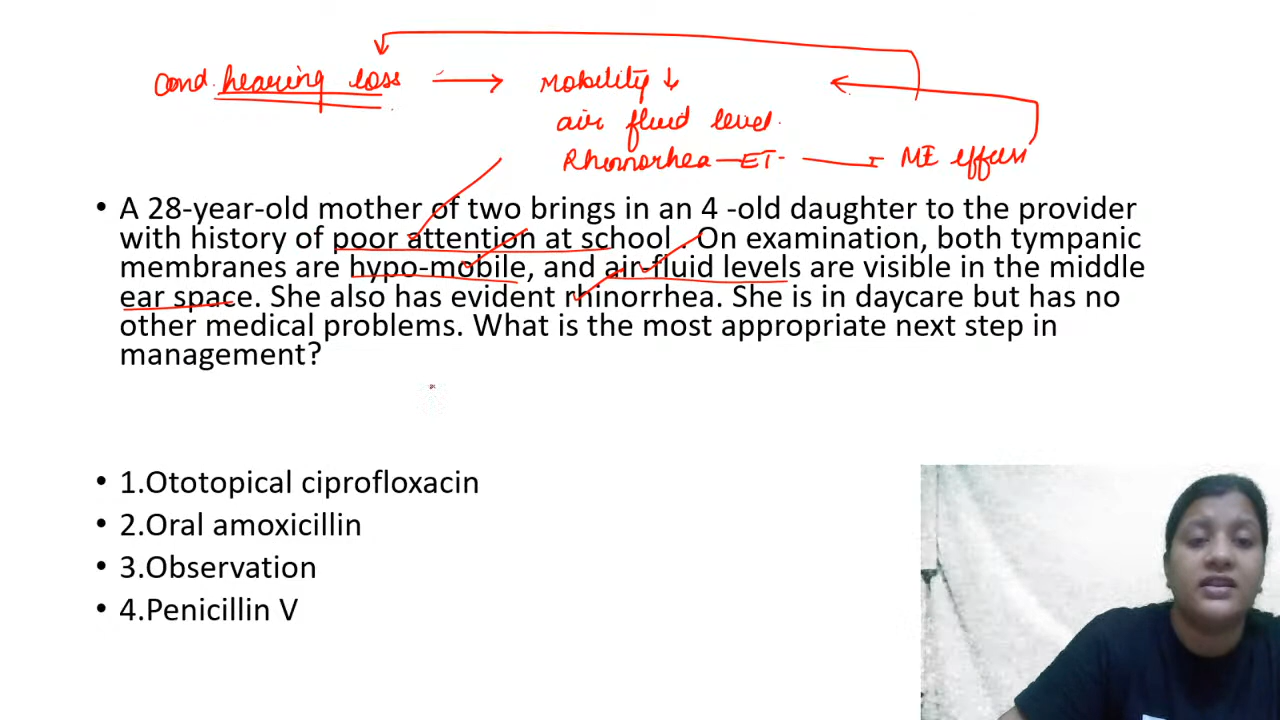 cond. hearing loss → mobility ↓
air fluid level.
Rhinorrhea — ET — ME effusn
• A 28-year-old mother of two brings in an 4 -old daughter to the provider
with history of poor attention at school . On examination, both tympanic
membranes are hypo-mobile, and air-fluid levels are visible in the middle
ear space. She also has evident rhinorrhea. She is in daycare but has no
other medical problems. What is the most appropriate next step in
management?
• 1.Ototopical ciprofloxacin
• 2.Oral amoxicillin
• 3.Observation
• 4.Penicillin V